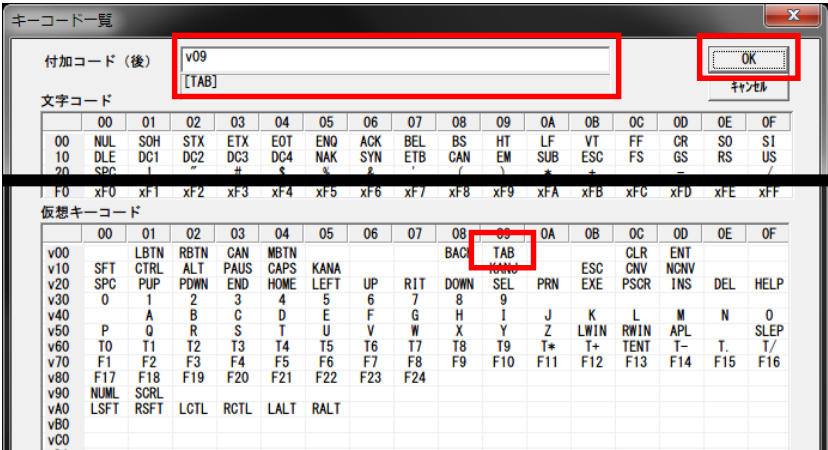 キーコード一覧
付加コード（後） v09 OK
[TAB] キャンセル
文字コード
00 01 02 03 04 05 06 07 08 09 0A 0B 0C 0D 0E 0F
00 NUL SOH STX ETX EOT ENQ ACK BEL BS HT LF VT FF CR SO SI
10 DLE DC1 DC2 DC3 DC4 NAK SYN ETB CAN EM SUB ESC FS GS RS US
20 SPC ! " # $ % & ' ( ) * + - /
F0 xF0 xF1 xF2 xF3 xF4 xF5 xF6 xF7 xF8 xF9 xFA xFB xFC xFD xFE xFF
仮想キーコード
00 01 02 03 04 05 06 07 08 09 0A 0B 0C 0D 0E 0F
v00 LBTN RBTN CAN MBTN BACK TAB CLR ENT
v10 SFT CTRL ALT PAUS CAPS KANA KANJ ESC CNV NCNV
v20 SPC PUP PDWN END HOME LEFT UP RIT DOWN SEL PRN EXE PSCR INS DEL HELP
v30 0 1 2 3 4 5 6 7 8 9
v40 A B C D E F G H I J K L M N O
v50 P Q R S T U V W X Y Z LWIN RWIN APL SLEP
v60 T0 T1 T2 T3 T4 T5 T6 T7 T8 T9 T* T+ TENT T- T. T/
v70 F1 F2 F3 F4 F5 F6 F7 F8 F9 F10 F11 F12 F13 F14 F15 F16
v80 F17 F18 F19 F20 F21 F22 F23 F24
v90 NUML SCRL
vA0 LSFT RSFT LCTL RCTL LALT RALT
vB0
vC0